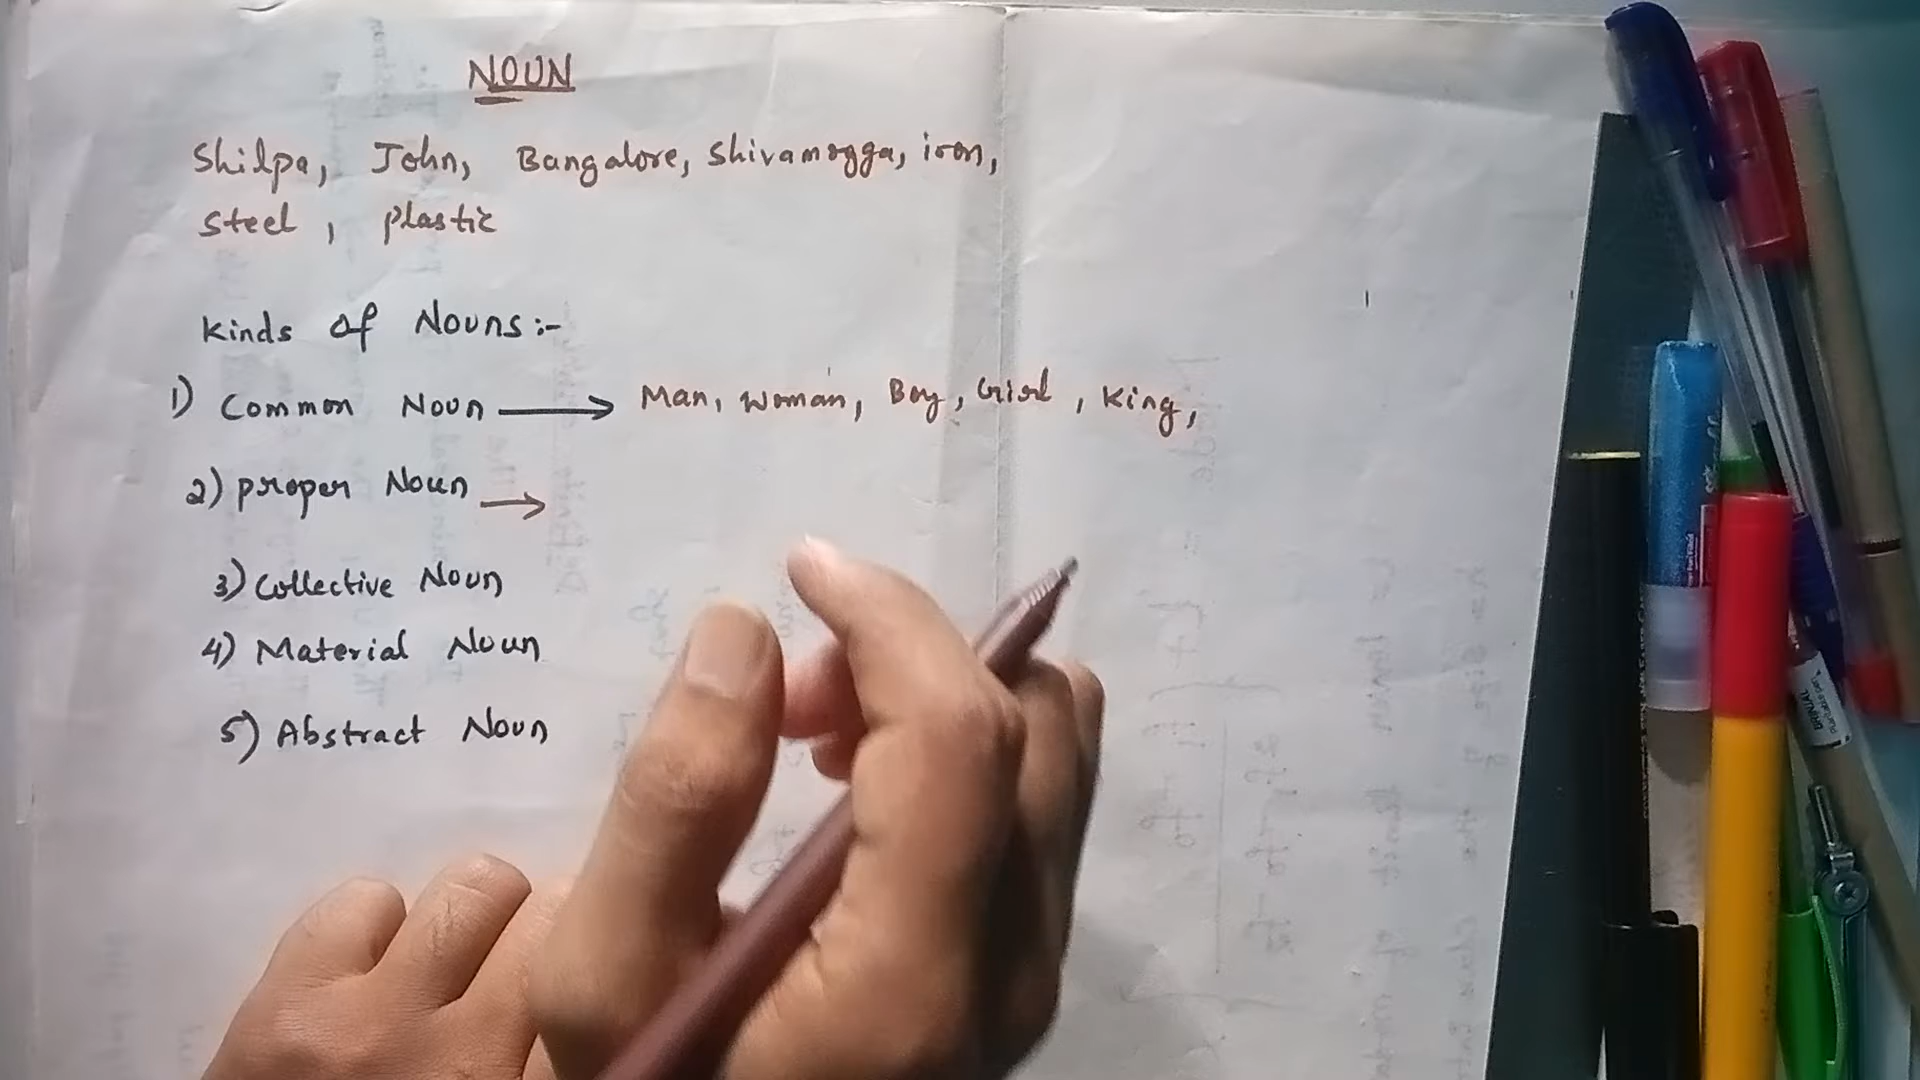 NOUN
Shilpa, John, Bangalore, Shivamogga, iron,
Steel, plastic
Kinds of Nouns:-
1) Common Noun → Man, Woman, Boy, Girl, King,
2) Proper Noun →
3) Collective Noun
4) Material Noun
5) Abstract Noun